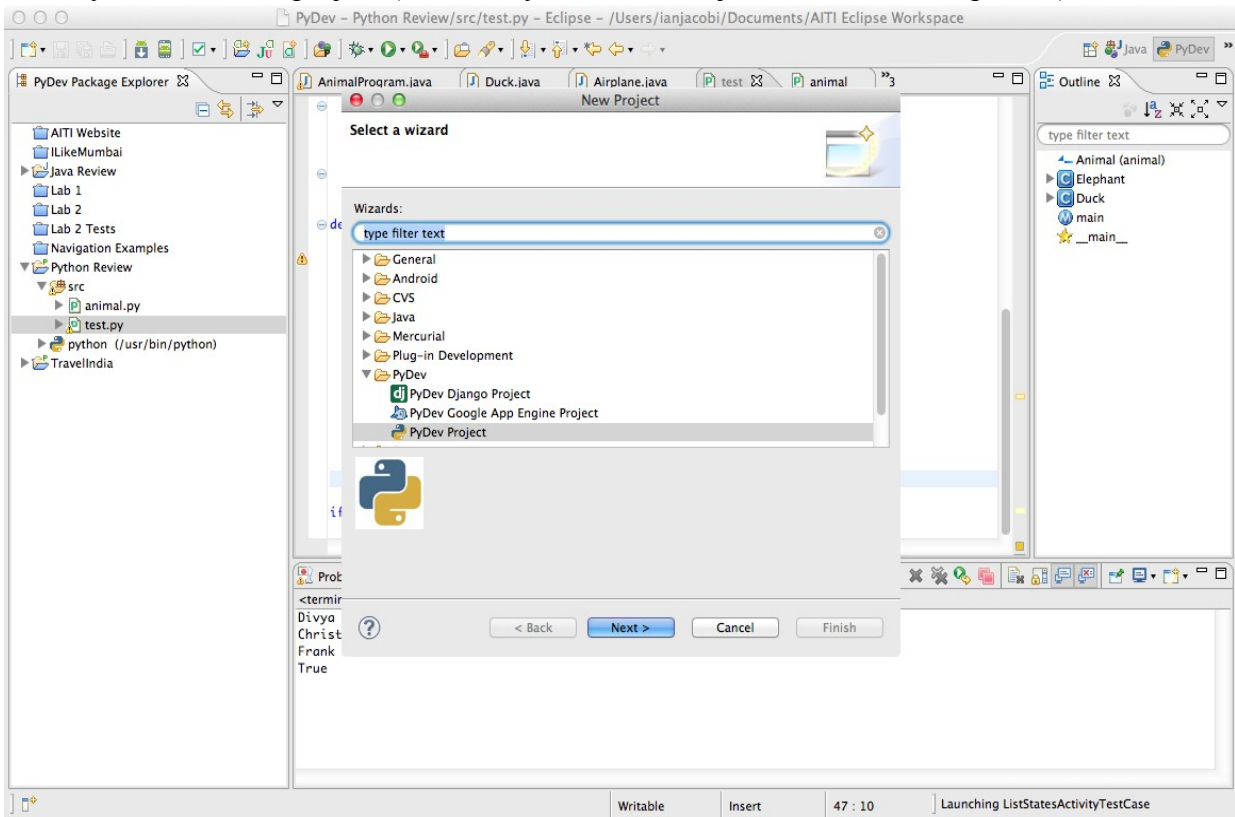 PyDev – Python Review/src/test.py – Eclipse – /Users/ianjacobi/Documents/AITI Eclipse Workspace
Java PyDev »
PyDev Package Explorer
AnimalProgram.java Duck.java Airplane.java test animal »3
Outline
New Project
AITI Website
ILikeMumbai
Java Review
Lab 1
Lab 2
Lab 2 Tests
Navigation Examples
Python Review
src
animal.py
test.py
python (/usr/bin/python)
TravelIndia
Select a wizard
Wizards:
type filter text
General
Android
CVS
Java
Mercurial
Plug-in Development
PyDev
PyDev Django Project
PyDev Google App Engine Project
PyDev Project
< Back Next > Cancel Finish
de
if
type filter text
Animal (animal)
Elephant
Duck
main
__main__
Prob
<termir
Divya
Christ
Frank
True
Writable Insert 47 : 10 Launching ListStatesActivityTestCase